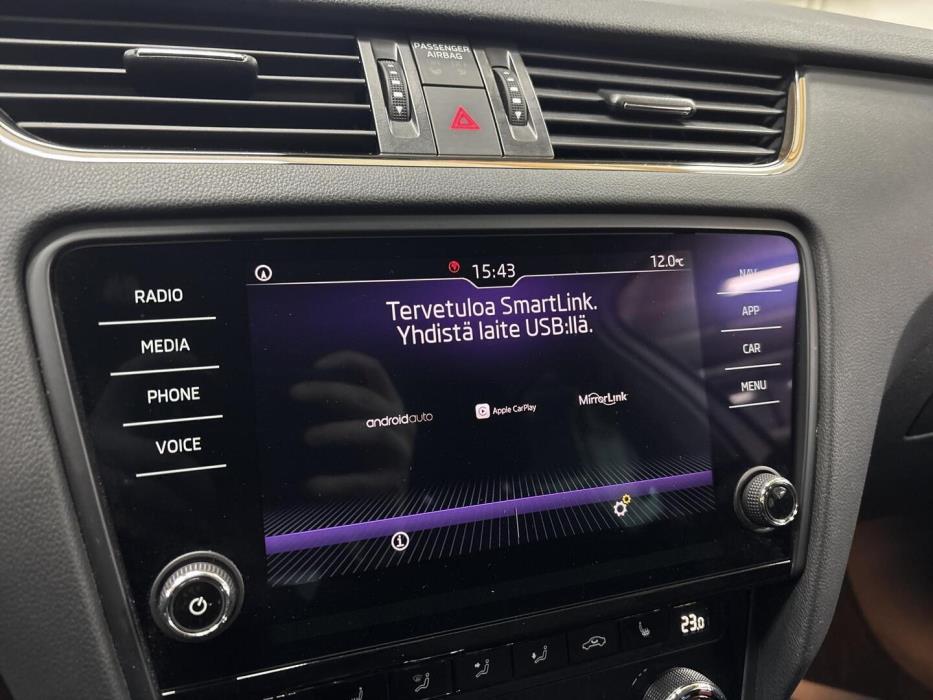 PASSENGER
AIRBAG
15:43
12.0°C
RADIO
MEDIA
PHONE
VOICE
Tervetuloa SmartLink.
Yhdistä laite USB:llä.
androidauto
Apple CarPlay
MirrorLink
NAV
APP
CAR
MENU
23.0